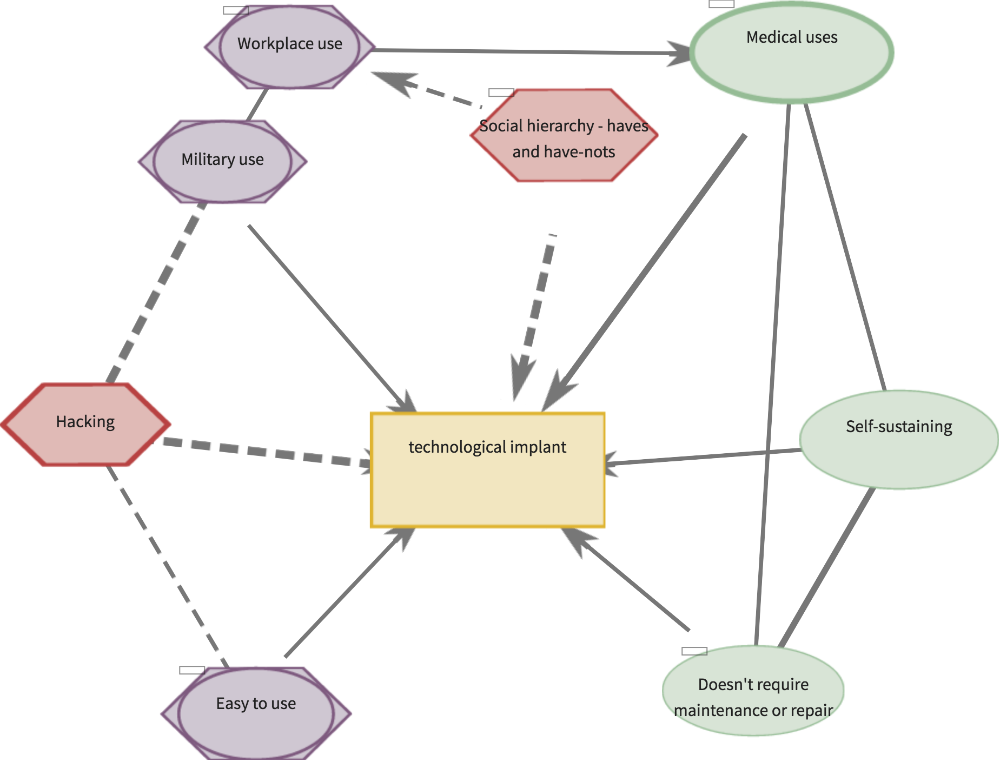 Medical uses
Workplace use
Social hierarchy - haves
and have-nots
Military use
Hacking
Self-sustaining
technological implant
Doesn't require
maintenance or repair
Easy to use